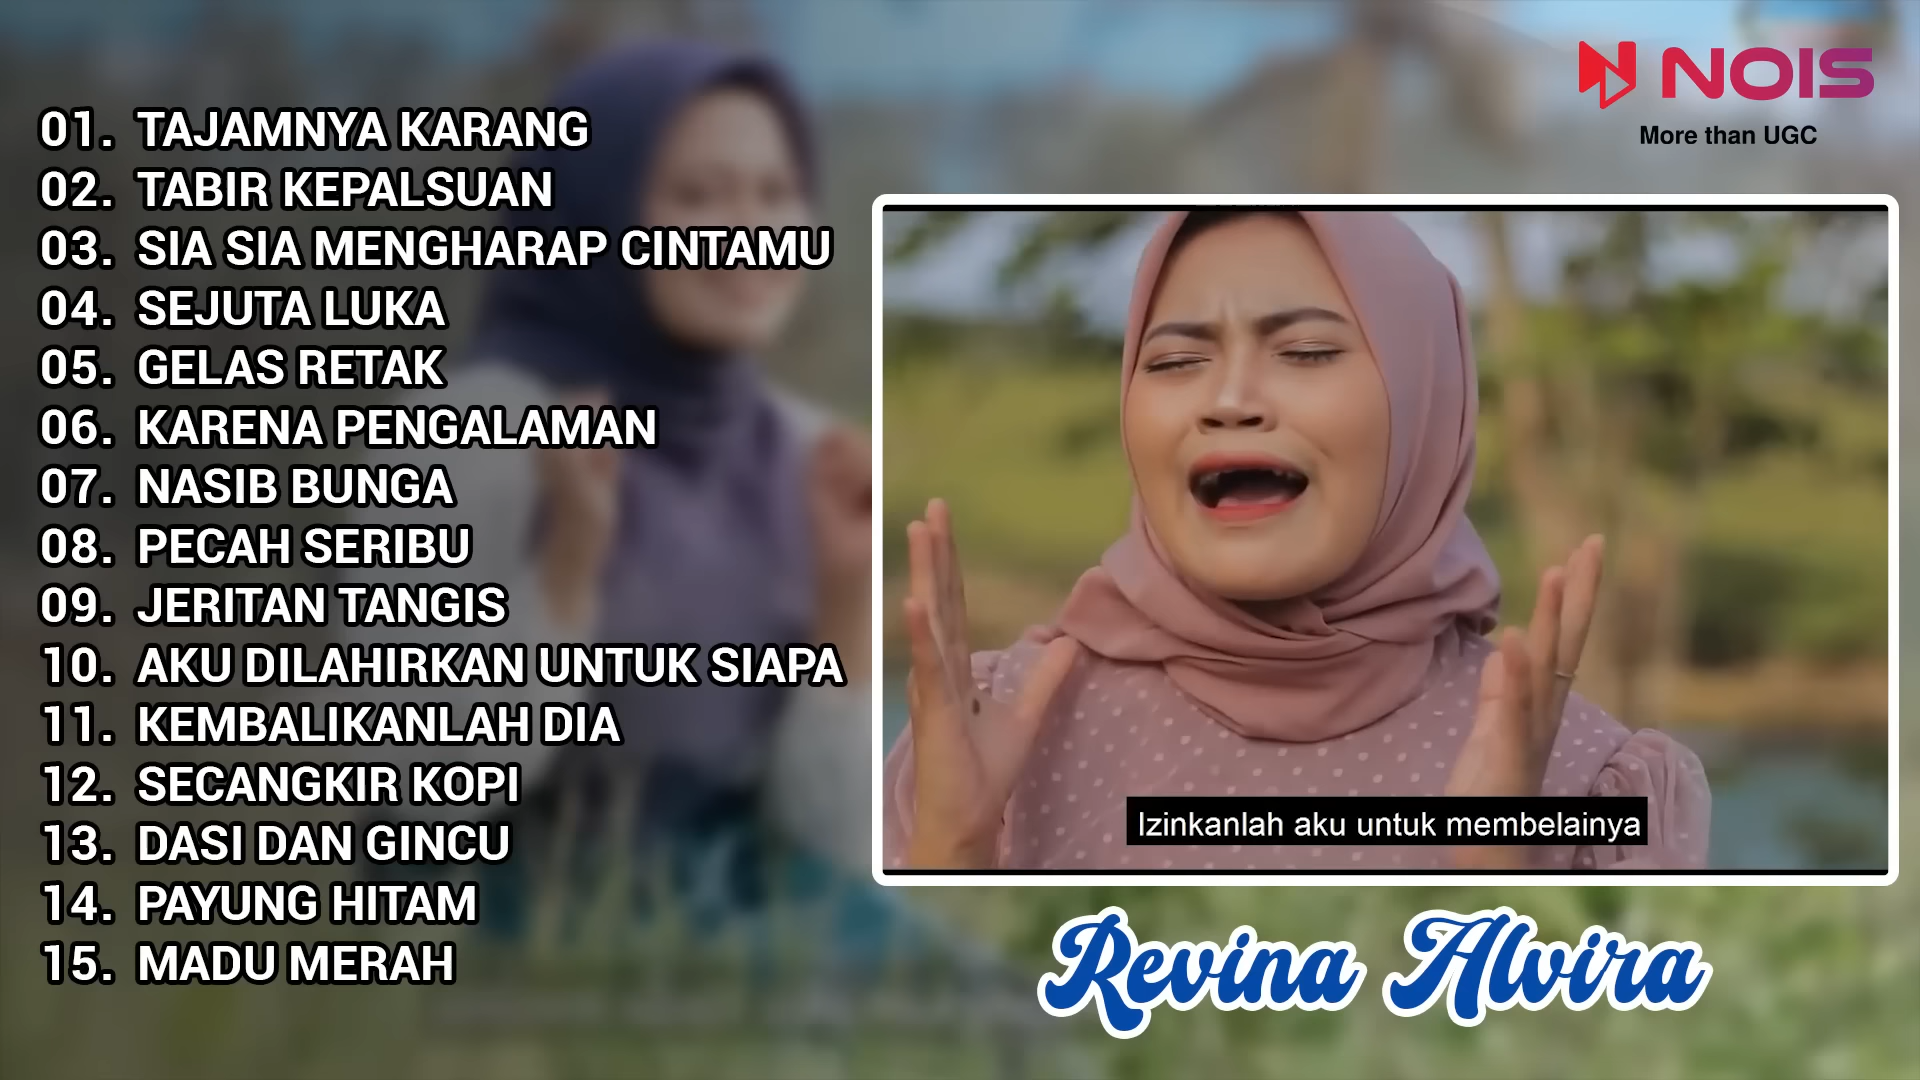 NOIS
More than UGC
01. TAJAMNYA KARANG
02. TABIR KEPALSUAN
03. SIA SIA MENGHARAP CINTAMU
04. SEJUTA LUKA
05. GELAS RETAK
06. KARENA PENGALAMAN
07. NASIB BUNGA
08. PECAH SERIBU
09. JERITAN TANGIS
10. AKU DILAHIRKAN UNTUK SIAPA
11. KEMBALIKANLAH DIA
12. SECANGKIR KOPI
13. DASI DAN GINCU
14. PAYUNG HITAM
15. MADU MERAH
Izinkanlah aku untuk membelainya
Revina Alvira